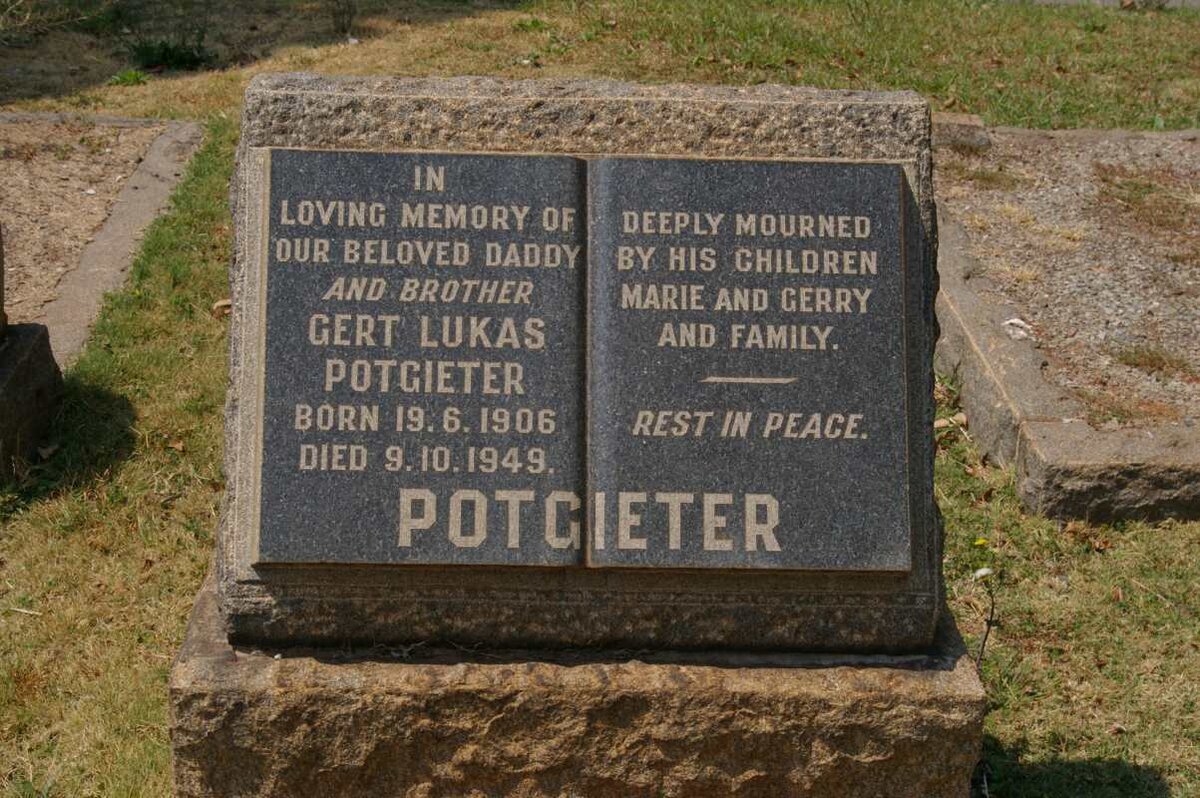 IN
LOVING MEMORY OF
OUR BELOVED DADDY
AND BROTHER
GERT LUKAS
POTGIETER
BORN 19.6.1906
DIED 9.10.1949.
DEEPLY MOURNED
BY HIS CHILDREN
MARIE AND GERRY
AND FAMILY.
REST IN PEACE.
POTGIETER